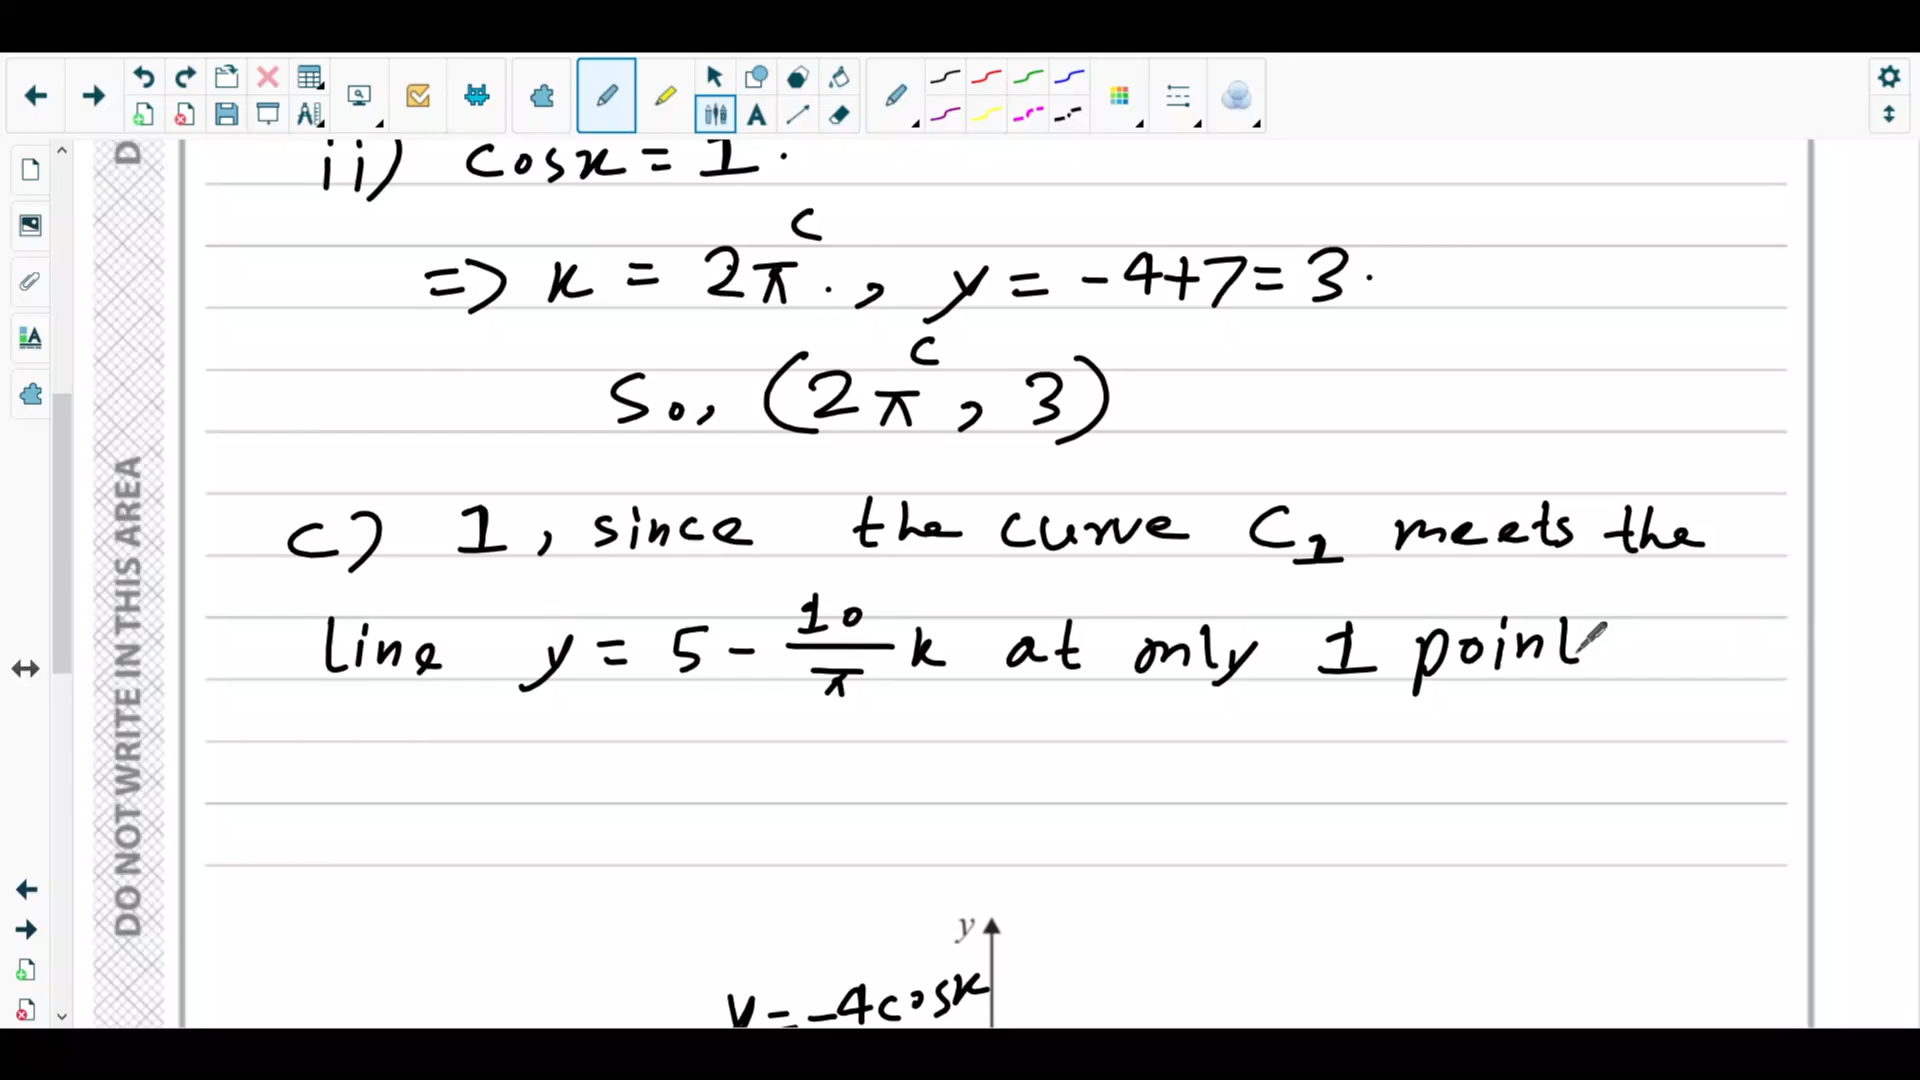 ii) cosx = 1.
=> x = 2π^c., y = -4+7 = 3.
So, (2π^c, 3)
c) 1, since the curve C₁ meets the
line y = 5 - 10/π x at only 1 point
y
y = -4cosx
DO NOT WRITE IN THIS AREA
D